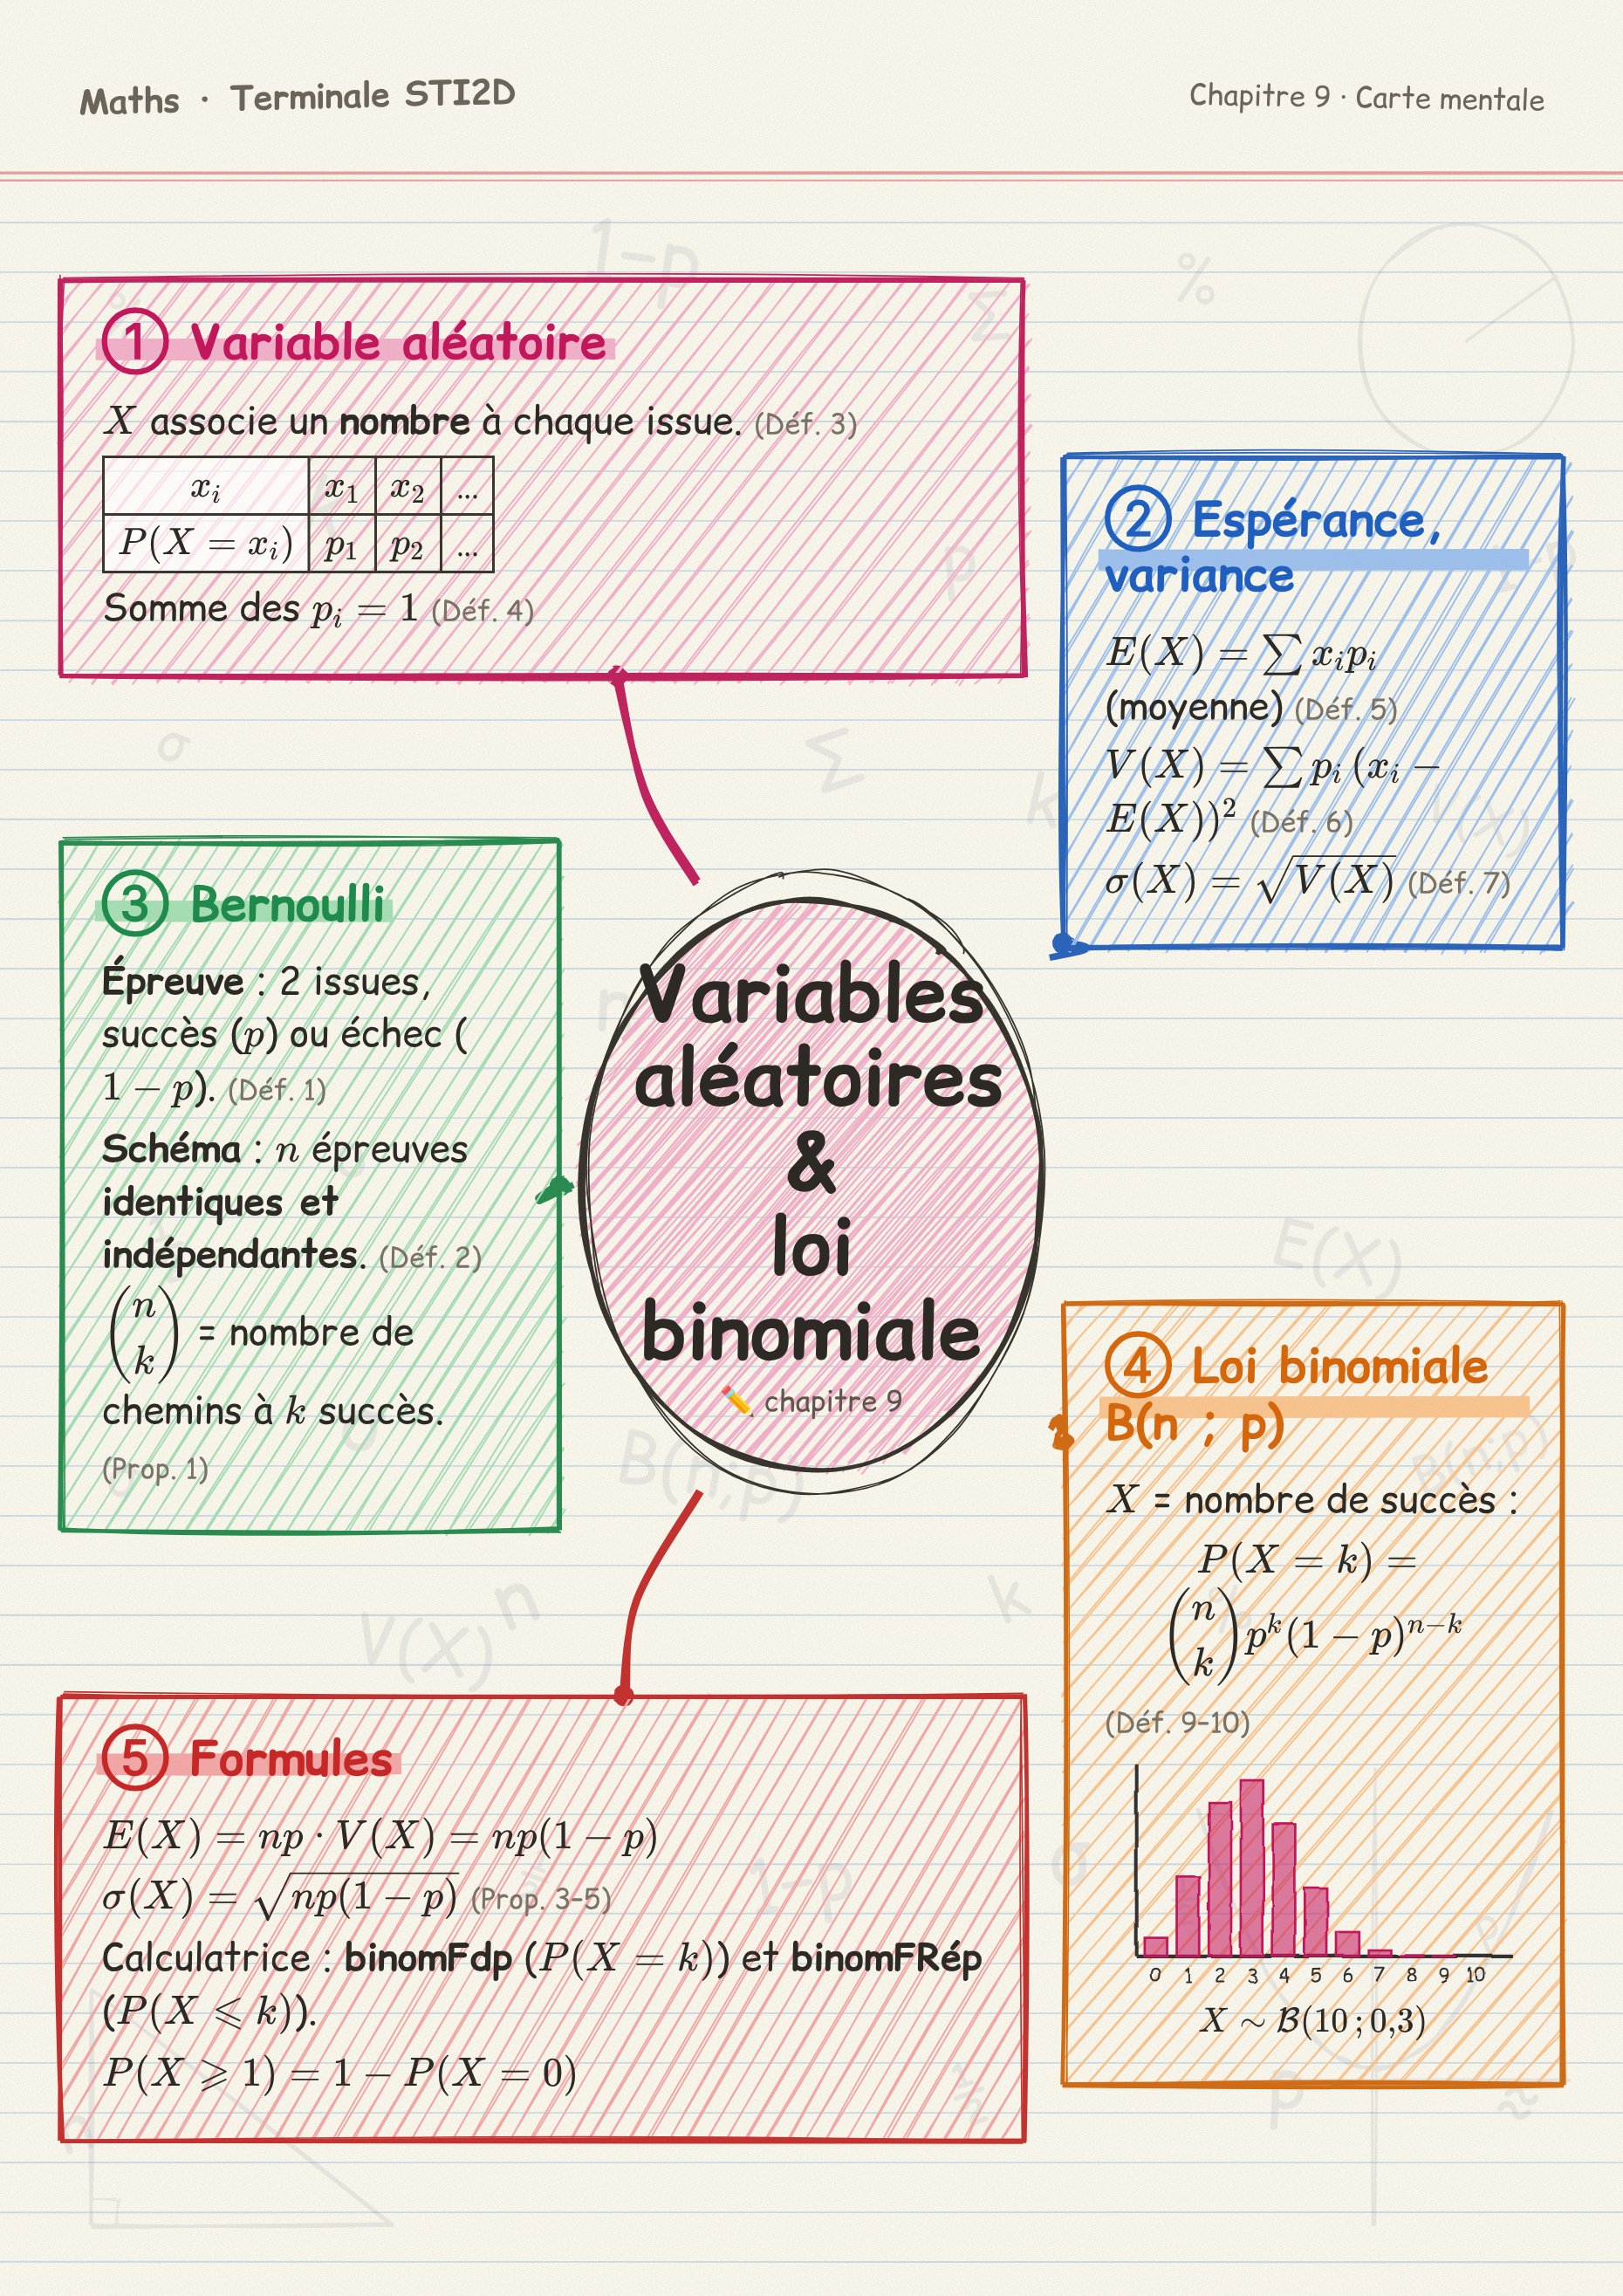 Maths · Terminale STI2D
Chapitre 9 · Carte mentale
1-p
%
Σ
① Variable aléatoire
X associe un nombre à chaque issue. (Déf. 3)
x_i x_1 x_2 ...
P(X = x_i) p_1 p_2 ...
Somme des p_i = 1 (Déf. 4)
p
② Espérance,
variance
E(X) = ∑ x_i p_i
(moyenne) (Déf. 5)
V(X) = ∑ p_i (x_i −
E(X))² (Déf. 6)
σ(X) = √V(X) (Déf. 7)
σ
Σ
k
V(X)
③ Bernoulli
Épreuve : 2 issues,
succès (p) ou échec (
1 − p). (Déf. 1)
Schéma : n épreuves
identiques et
indépendantes. (Déf. 2)
(n k) = nombre de
chemins à k succès.
(Prop. 1)
n
Variables
aléatoires
&
loi
binomiale
✏️ chapitre 9
B(n;p)
E(X)
④ Loi binomiale
B(n ; p)
B(n;p)
X = nombre de succès :
P(X = k) =
(n k) p^k (1 − p)^{n−k}
(Déf. 9-10)
0 1 2 3 4 5 6 7 8 9 10
X ∼ ℬ(10 ; 0,3)
n
k
V(X)
⑤ Formules
E(X) = np · V(X) = np(1 − p)
σ(X) = √np(1 − p) (Prop. 3-5)
1-p
σ
Calculatrice : binomFdp (P(X = k)) et binomFRép
(P(X ⩽ k)).
P(X ⩾ 1) = 1 − P(X = 0)
%
p
≈